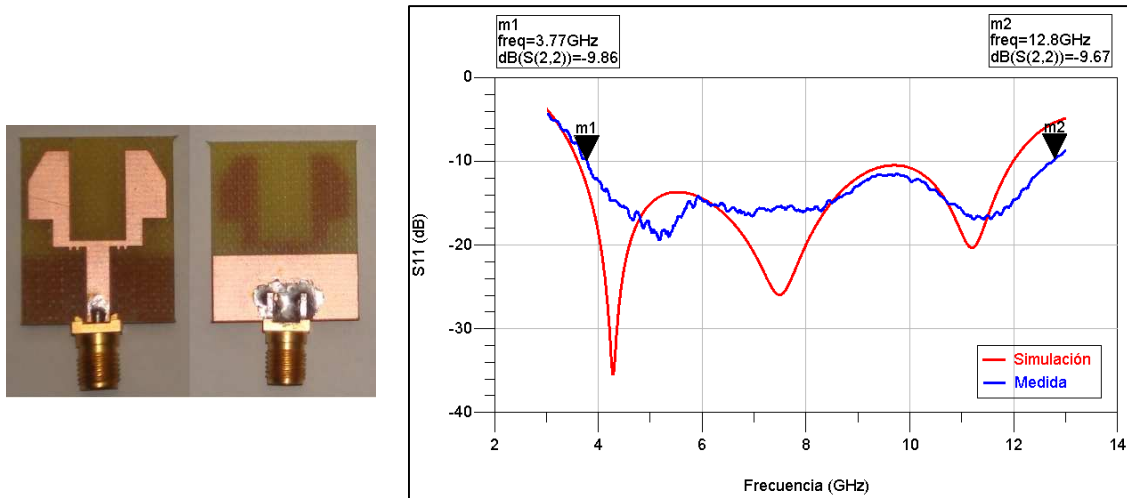 m1
freq=3.77GHz
dB(S(2,2))=-9.86
m2
freq=12.8GHz
dB(S(2,2))=-9.67
0
-10
-20
-30
-40
S11 (dB)
m1
m2
Simulación
Medida
2
4
6
8
10
12
14
Frecuencia (GHz)